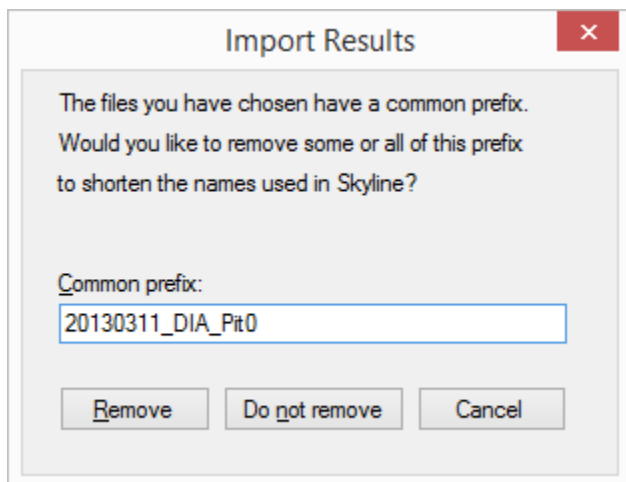 Import Results
The files you have chosen have a common prefix.
Would you like to remove some or all of this prefix
to shorten the names used in Skyline?
Common prefix:
20130311_DIA_Pit0
Remove Do not remove Cancel